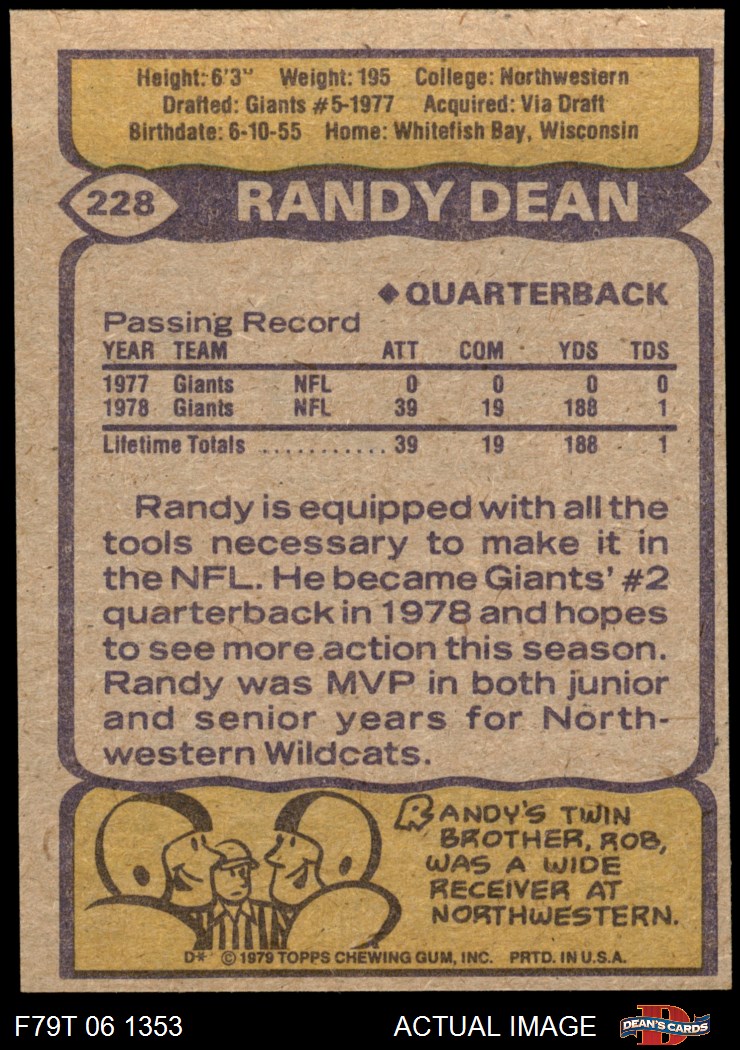 Height: 6'3" Weight: 195 College: Northwestern
Drafted: Giants #5-1977 Acquired: Via Draft
Birthdate: 6-10-55 Home: Whitefish Bay, Wisconsin
228 RANDY DEAN
◆ QUARTERBACK
Passing Record
YEAR TEAM ATT COM YDS TDS
1977 Giants NFL 0 0 0 0
1978 Giants NFL 39 19 188 1
Lifetime Totals ........... 39 19 188 1
Randy is equipped with all the
tools necessary to make it in
the NFL. He became Giants' #2
quarterback in 1978 and hopes
to see more action this season.
Randy was MVP in both junior
and senior years for North-
western Wildcats.
RANDY'S TWIN
BROTHER, ROB,
WAS A WIDE
RECEIVER AT
NORTHWESTERN.
D* © 1979 TOPPS CHEWING GUM, INC. PRTD. IN U.S.A.
F79T 06 1353 ACTUAL IMAGE D DEAN'S CARDS